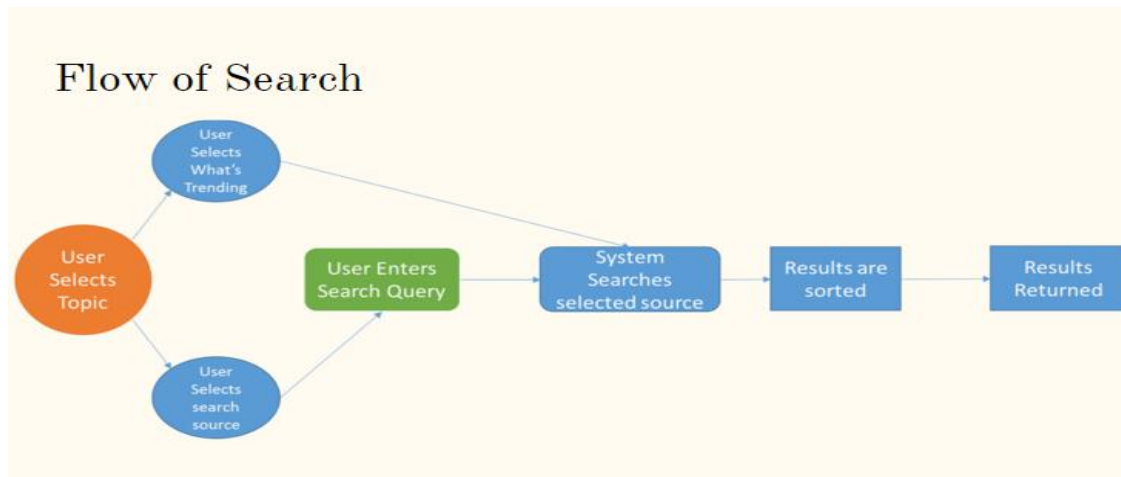 Flow of Search
User
Selects
What's
Trending
User
Selects
Topic
User Enters
Search Query
System
Searches
selected source
Results are
sorted
Results
Returned
User
Selects
search
source